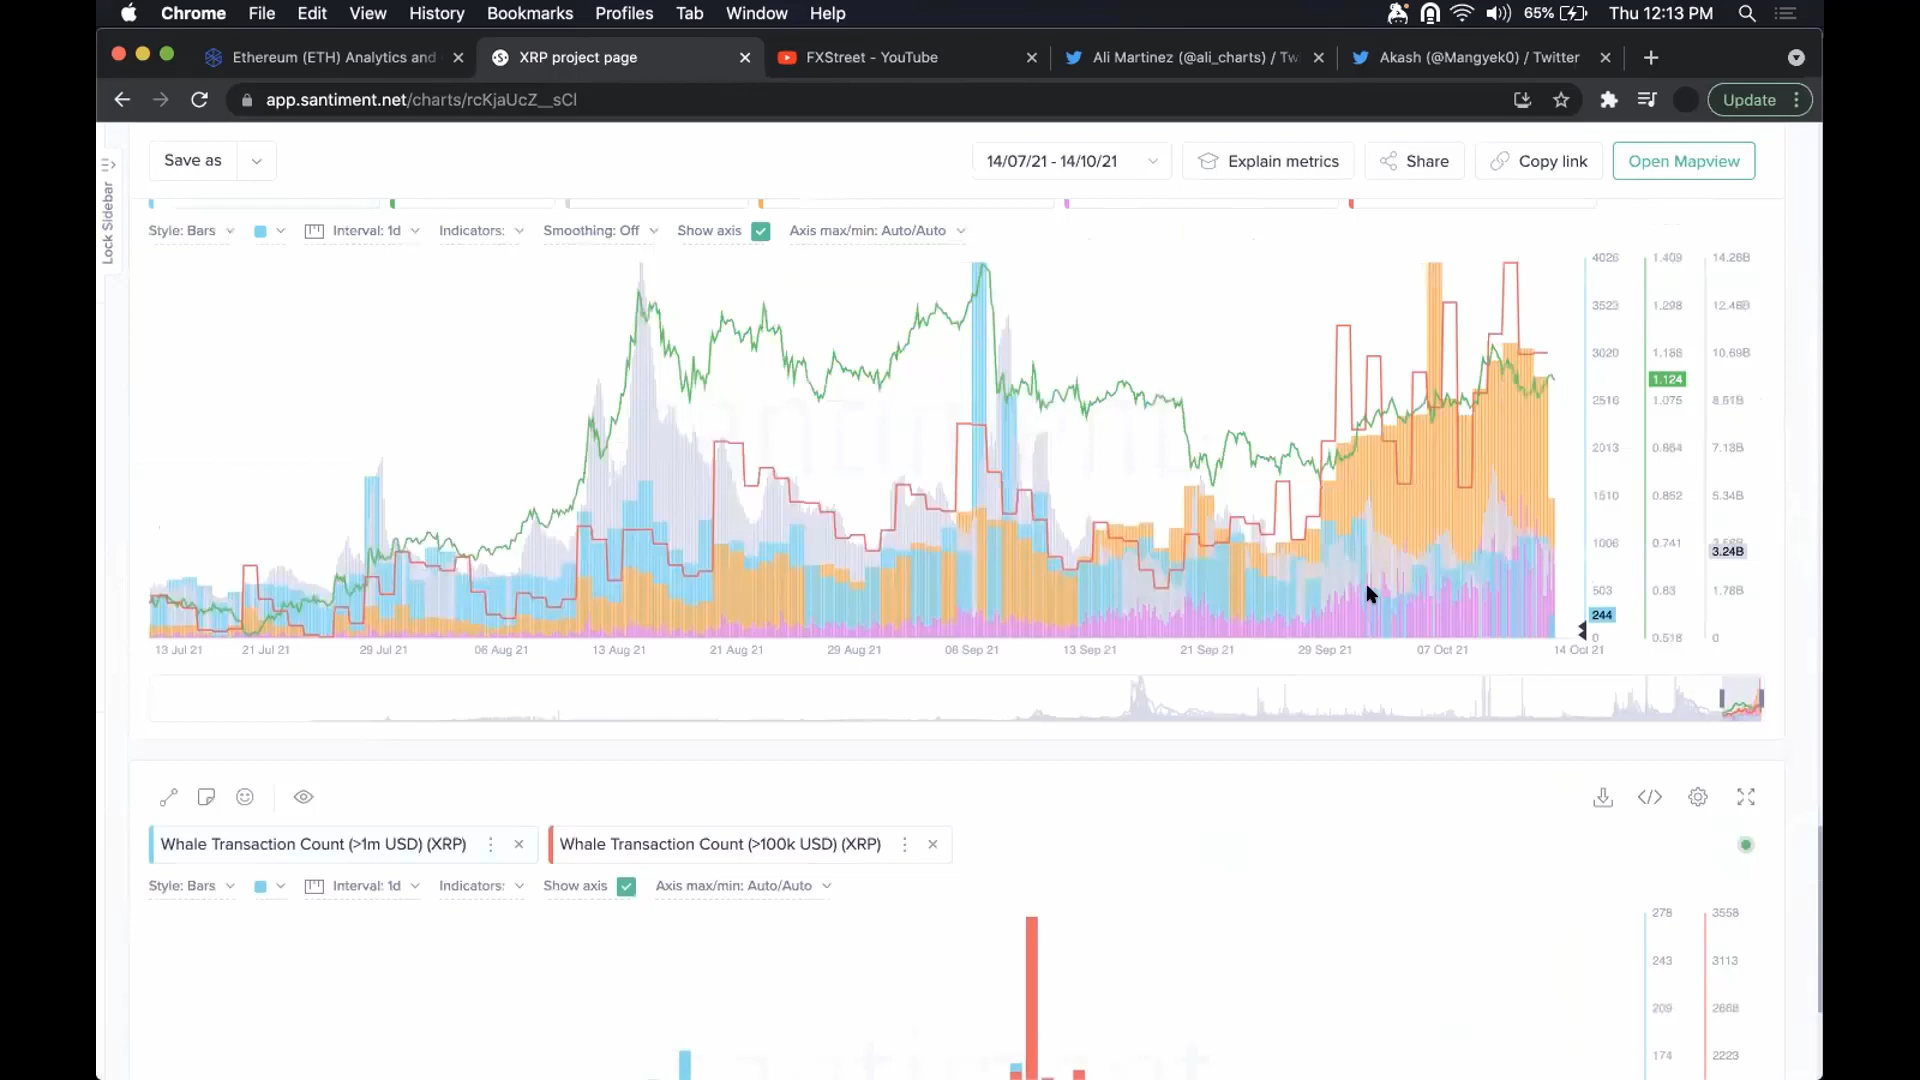 Chrome File Edit View History Bookmarks Profiles Tab Window Help 65% Thu 12:13 PM
Ethereum (ETH) Analytics and XRP project page FXStreet - YouTube Ali Martinez (@ali_charts) / Tw Akash (@Mangyek0) / Twitter
app.santiment.net/charts/rcKjaUcZ__sCl Update
Lock Sidebar
Save as 14/07/21 - 14/10/21 Explain metrics Share Copy link Open Mapview
Style: Bars Interval: 1d Indicators: Smoothing: Off Show axis Axis max/min: Auto/Auto
4026 1.409 14.26B
3523 1.298 12.48B
3020 1.186 10.69B
1.124
2516 1.075 8.91B
2013 0.964 7.13B
1510 0.852 5.34B
1006 0.741
3.24B
503 0.63 1.78B
244
0 0.518 0
13 Jul 21 21 Jul 21 29 Jul 21 06 Aug 21 13 Aug 21 21 Aug 21 29 Aug 21 06 Sep 21 13 Sep 21 21 Sep 21 29 Sep 21 07 Oct 21 14 Oct 21
Whale Transaction Count (>1m USD) (XRP) Whale Transaction Count (>100k USD) (XRP)
Style: Bars Interval: 1d Indicators: Show axis Axis max/min: Auto/Auto
278 3558
243 3113
209 2668
174 2223